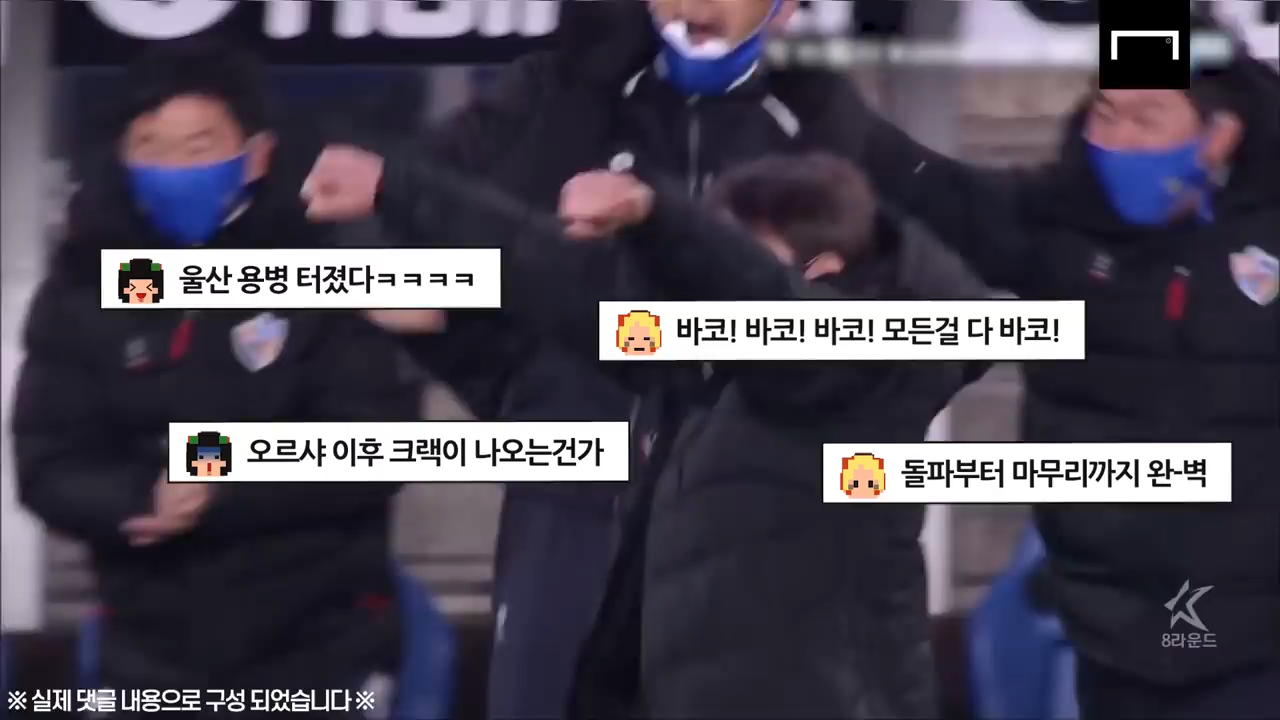 울산 용병 터졌다ㅋㅋㅋㅋ
바코! 바코! 바코! 모든걸 다 바코!
오르샤 이후 크랙이 나오는건가
돌파부터 마무리까지 완-벽
8라운드
※ 실제 댓글 내용으로 구성 되었습니다 ※